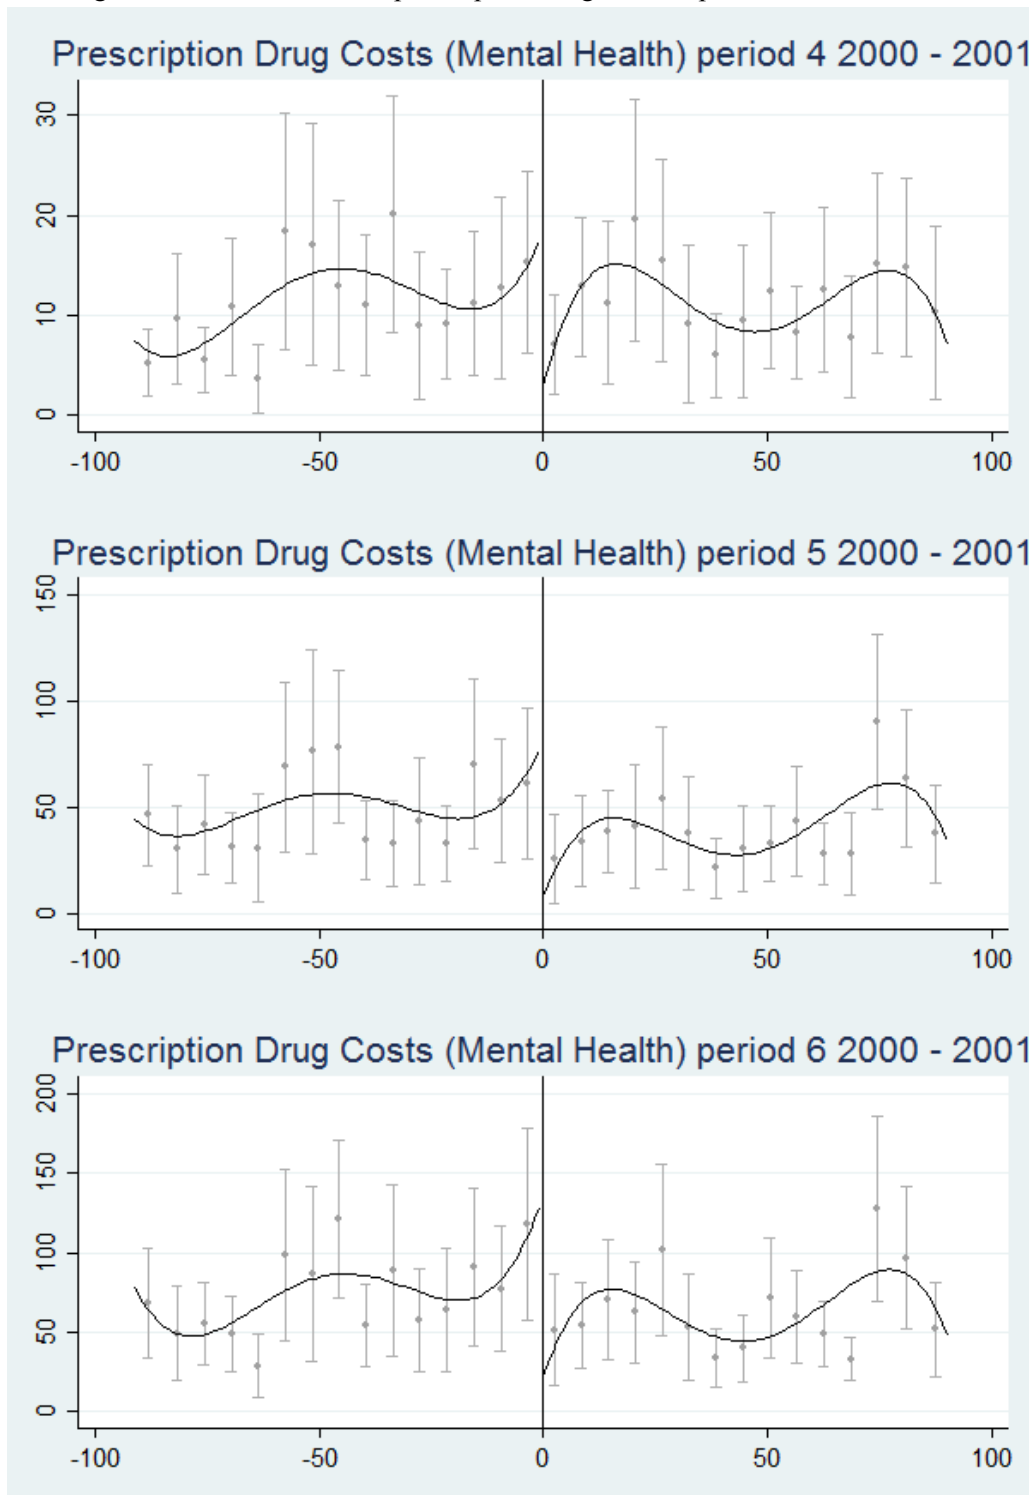 Prescription Drug Costs (Mental Health) period 4 2000 - 2001
30
20
10
0
-100 -50 0 50 100
Prescription Drug Costs (Mental Health) period 5 2000 - 2001
150
100
50
0
-100 -50 0 50 100
Prescription Drug Costs (Mental Health) period 6 2000 - 2001
200
150
100
50
0
-100 -50 0 50 100